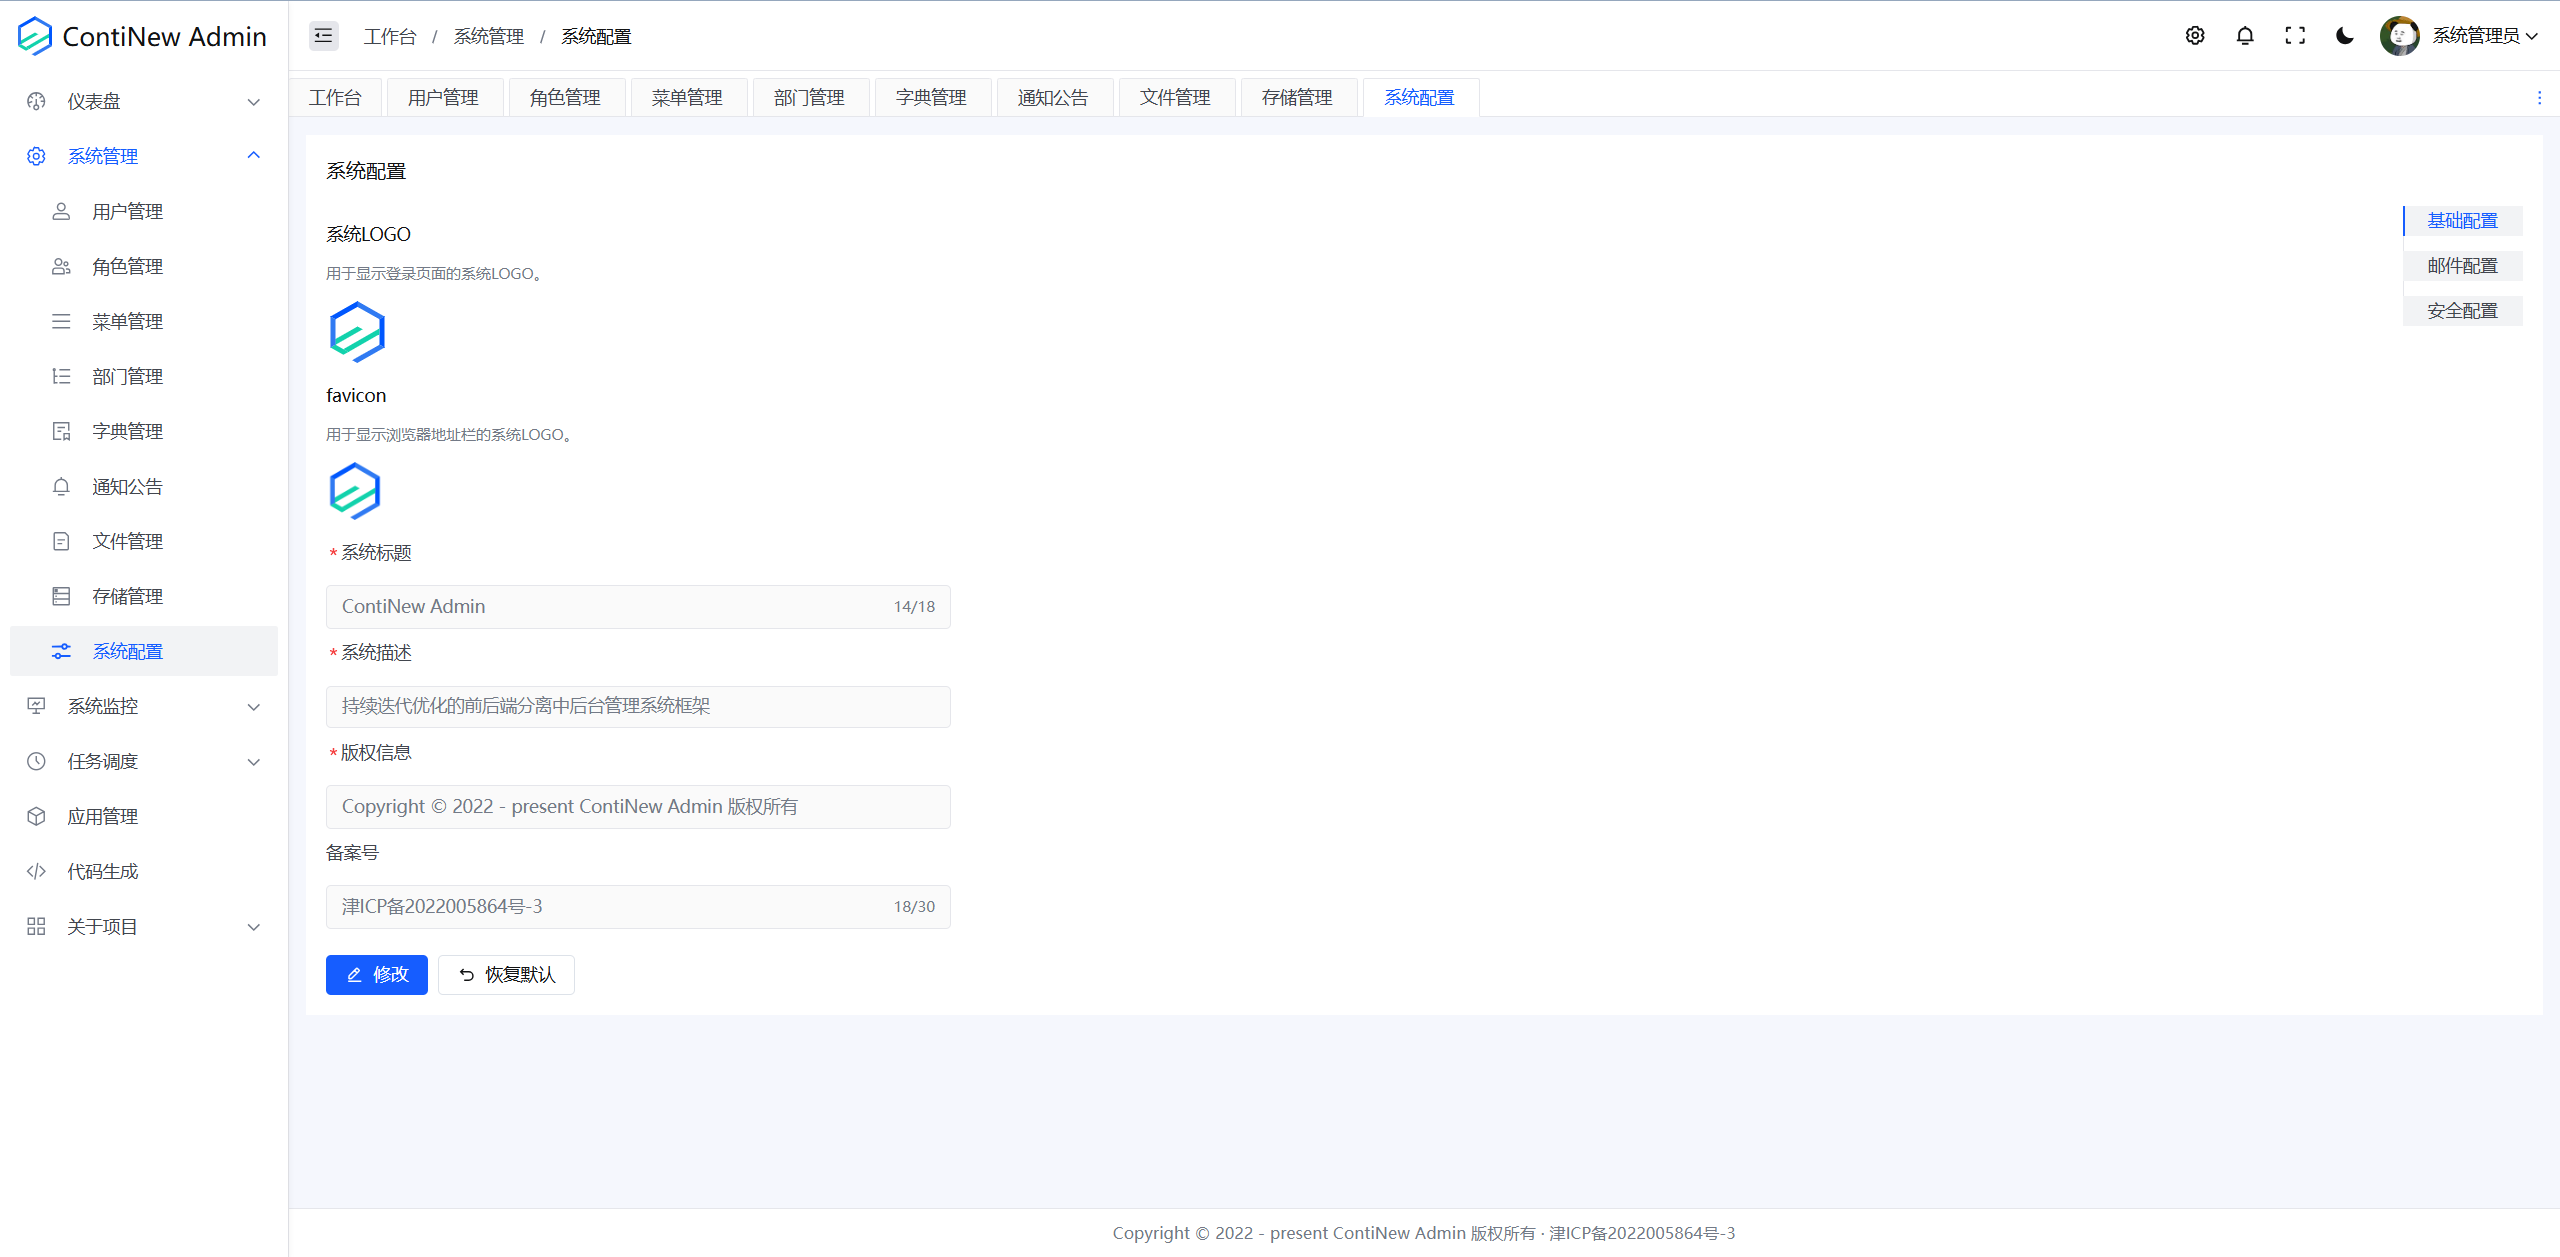 ContiNew Admin
仪表盘
系统管理
用户管理
角色管理
菜单管理
部门管理
字典管理
通知公告
文件管理
存储管理
系统配置
系统监控
任务调度
应用管理
代码生成
关于项目
工作台 / 系统管理 / 系统配置
系统管理员
工作台 用户管理 角色管理 菜单管理 部门管理 字典管理 通知公告 文件管理 存储管理 系统配置
系统配置
系统LOGO
用于显示登录页面的系统LOGO。
favicon
用于显示浏览器地址栏的系统LOGO。
*系统标题
ContiNew Admin 14/18
*系统描述
持续迭代优化的前后端分离中后台管理系统框架
*版权信息
Copyright © 2022 - present ContiNew Admin 版权所有
备案号
津ICP备2022005864号-3 18/30
修改 恢复默认
基础配置
邮件配置
安全配置
Copyright © 2022 - present ContiNew Admin 版权所有 · 津ICP备2022005864号-3